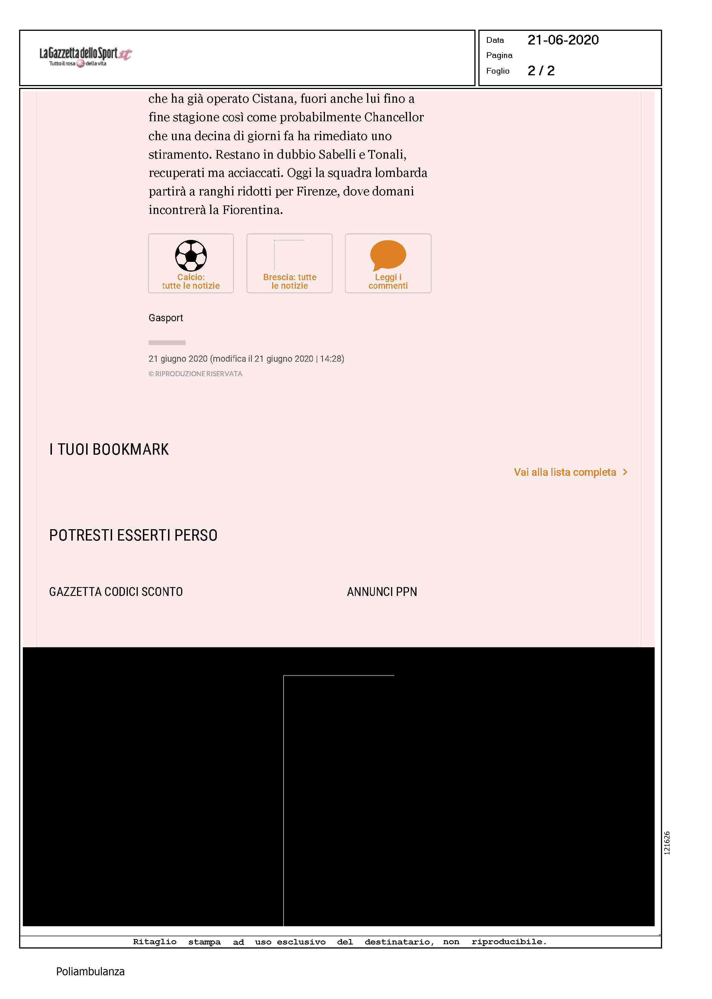 La Gazzetta dello Sport.it
Tutto il rosa della vita
Data 21-06-2020
Pagina
Foglio 2 / 2
che ha già operato Cistana, fuori anche lui fino a
fine stagione così come probabilmente Chancellor
che una decina di giorni fa ha rimediato uno
stiramento. Restano in dubbio Sabelli e Tonali,
recuperati ma acciaccati. Oggi la squadra lombarda
partirà a ranghi ridotti per Firenze, dove domani
incontrerà la Fiorentina.
Calcio:
tutte le notizie
Brescia: tutte
le notizie
Leggi i
commenti
Gasport
21 giugno 2020 (modifica il 21 giugno 2020 | 14:28)
© RIPRODUZIONE RISERVATA
I TUOI BOOKMARK
Vai alla lista completa >
POTRESTI ESSERTI PERSO
GAZZETTA CODICI SCONTO
ANNUNCI PPN
121626
Ritaglio stampa ad uso esclusivo del destinatario, non riproducibile.
Poliambulanza